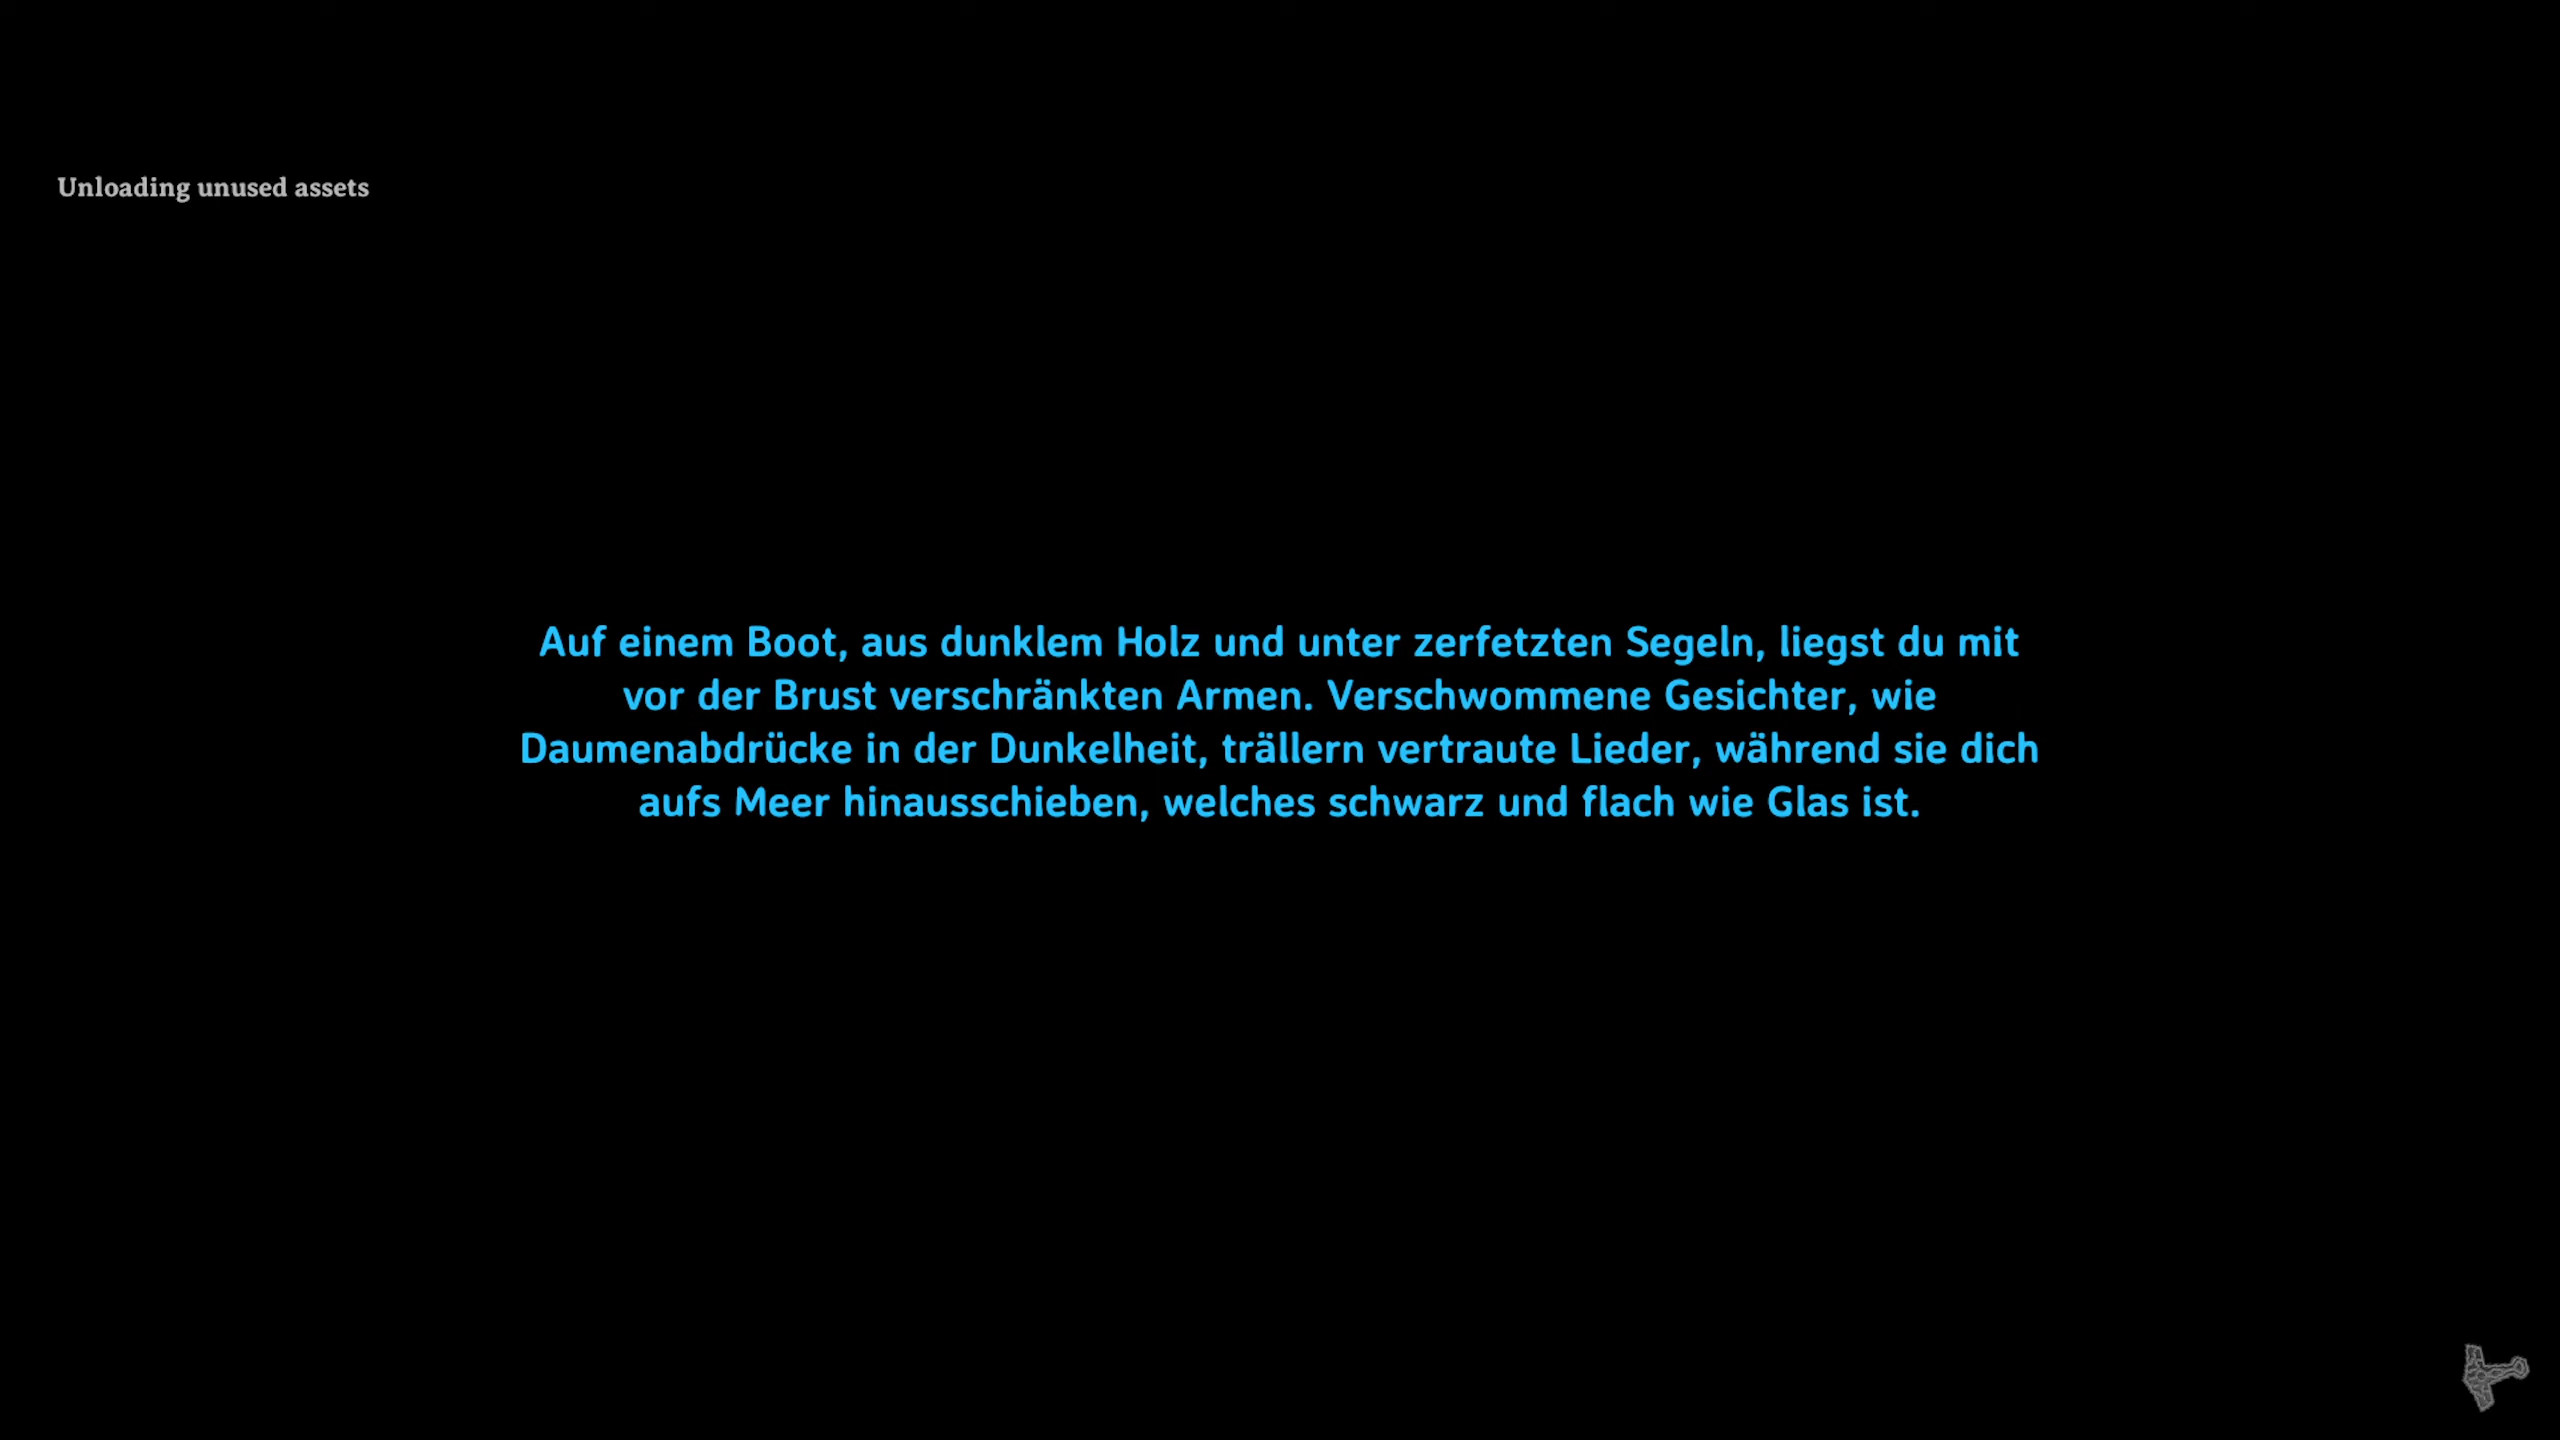 Unloading unused assets
Auf einem Boot, aus dunklem Holz und unter zerfetzten Segeln, liegst du mit
vor der Brust verschränkten Armen. Verschwommene Gesichter, wie
Daumenabdrücke in der Dunkelheit, trällern vertraute Lieder, während sie dich
aufs Meer hinausschieben, welches schwarz und flach wie Glas ist.